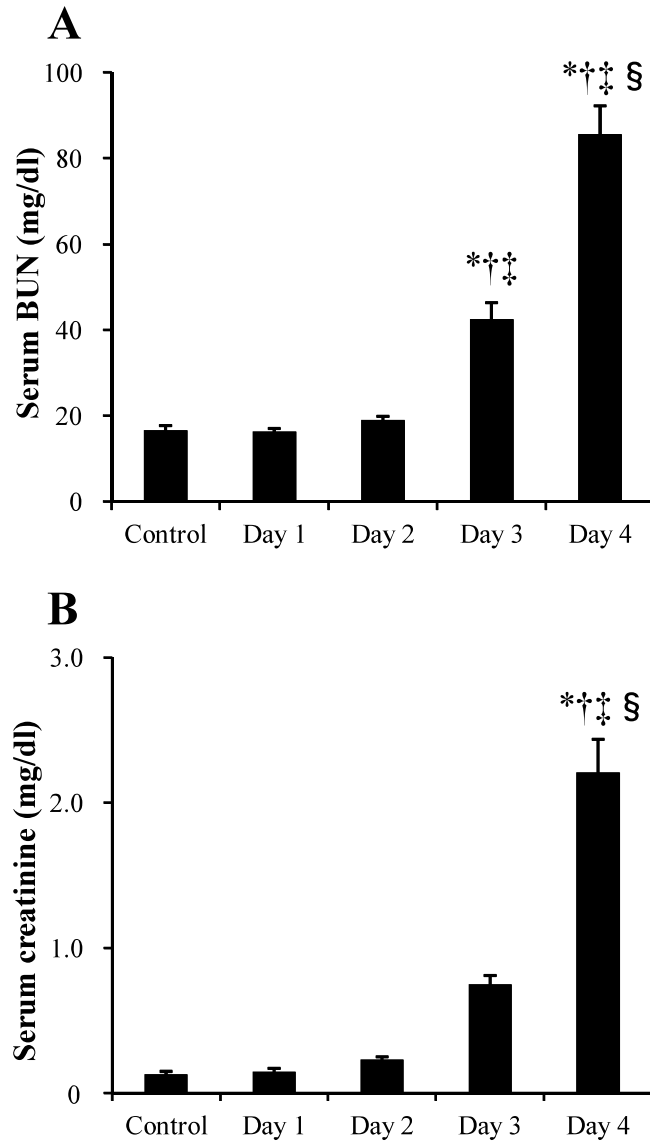 A
Serum BUN (mg/dl)
100
80
60
40
20
0
*†‡
*†‡ §
Control Day 1 Day 2 Day 3 Day 4
B
Serum creatinine (mg/dl)
3.0
2.0
1.0
0
*†‡ §
Control Day 1 Day 2 Day 3 Day 4